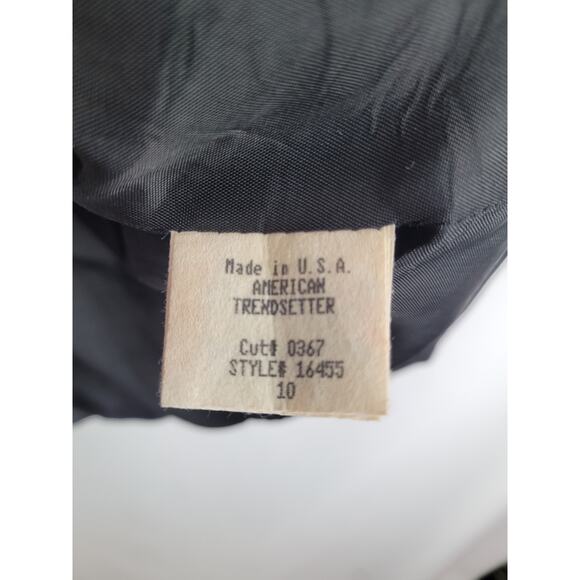 Made in U.S.A.
AMERICAN
TRENDSETTER
Cut# 0367
STYLE# 16455
10